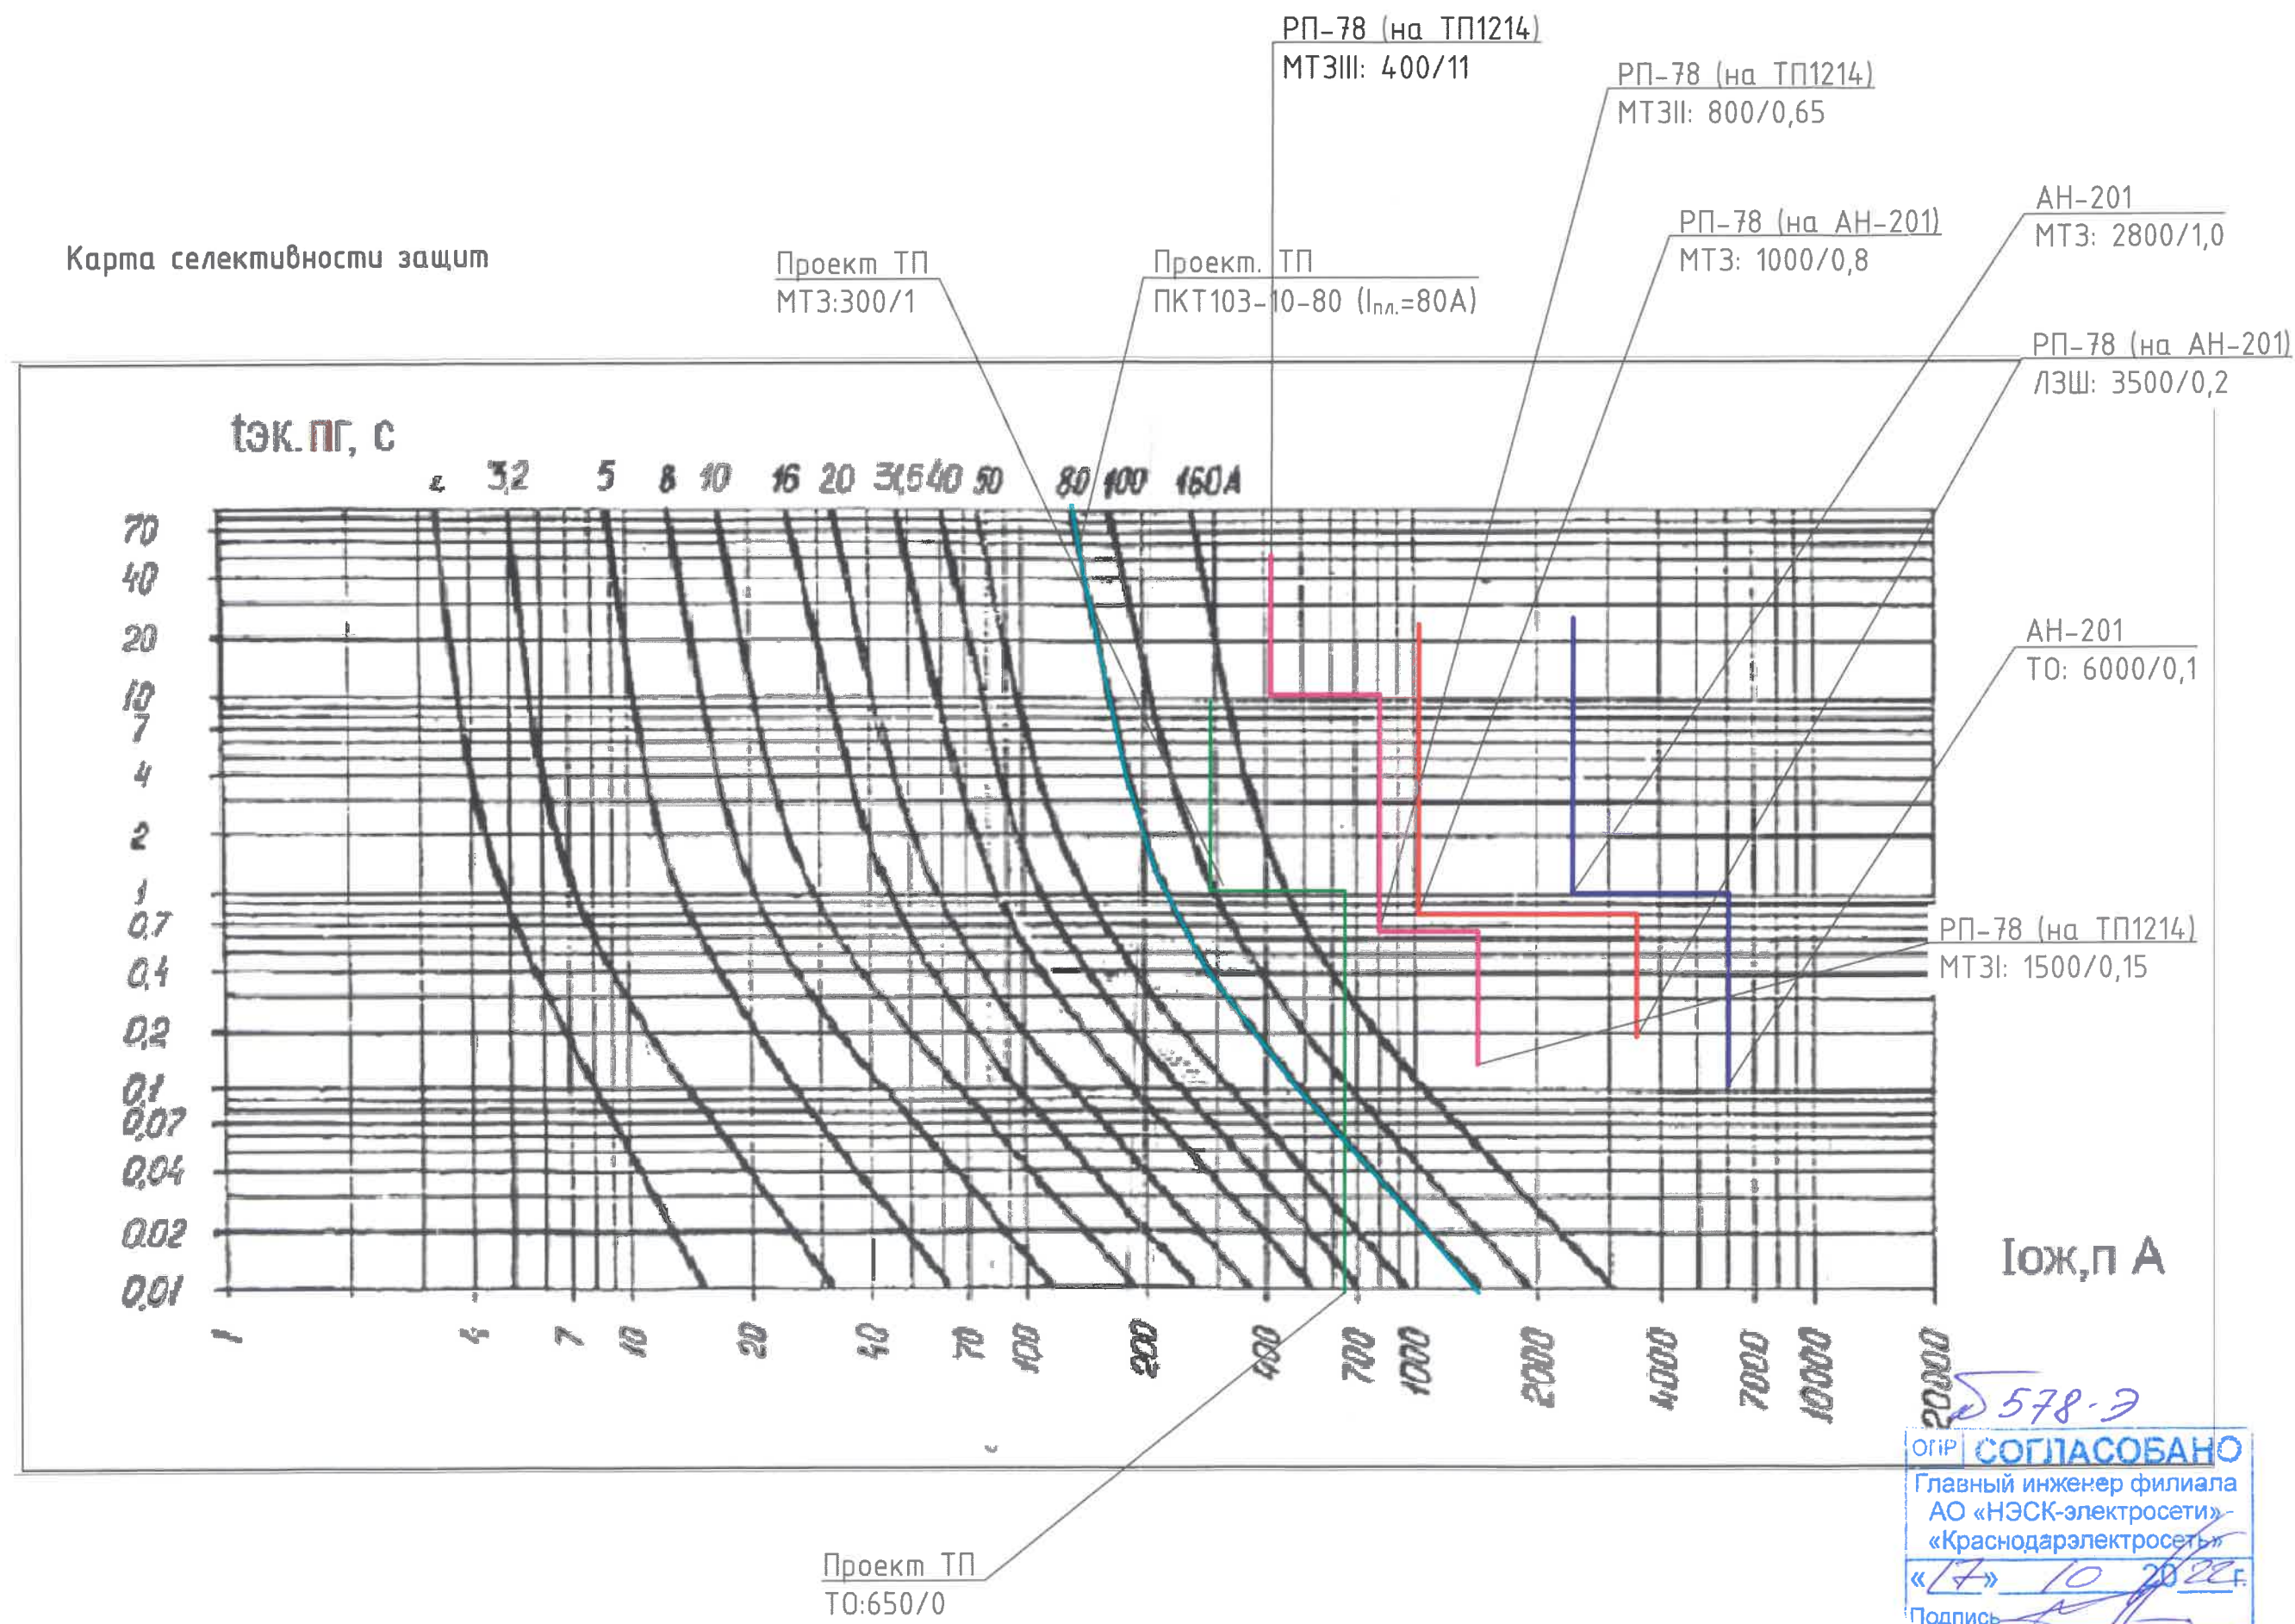 РП-78 (на ТП1214)
МТЗIII: 400/11
РП-78 (на ТП1214)
МТЗII: 800/0,65
АН-201
МТЗ: 2800/1,0
РП-78 (на АН-201)
МТЗ: 1000/0,8
Карта селективности защит
Проект ТП
МТЗ:300/1
Проект. ТП
ПКТ103-10-80 (Iпл.=80А)
РП-78 (на АН-201)
ЛЗШ: 3500/0,2
tэк.пг, с
2 3,2 5 8 10 16 20 31,5 40 50 80 100 160А
70
40
20
10
7
4
2
1
0,7
0,4
0,2
0,1
0,07
0,04
0.02
0.01
АН-201
ТО: 6000/0,1
РП-78 (на ТП1214)
МТЗI: 1500/0,15
Iож,п А
1 4 7 10 20 40 70 100 200 400 700 1000 2000 4000 7000 10000 20000
578-Э
СОГЛАСОВАНО
Главный инженер филиала
АО «НЭСК-электросети»-
«Краснодарэлектросеть»
«17» 10 2022г.
Подпись
Проект ТП
ТО:650/0